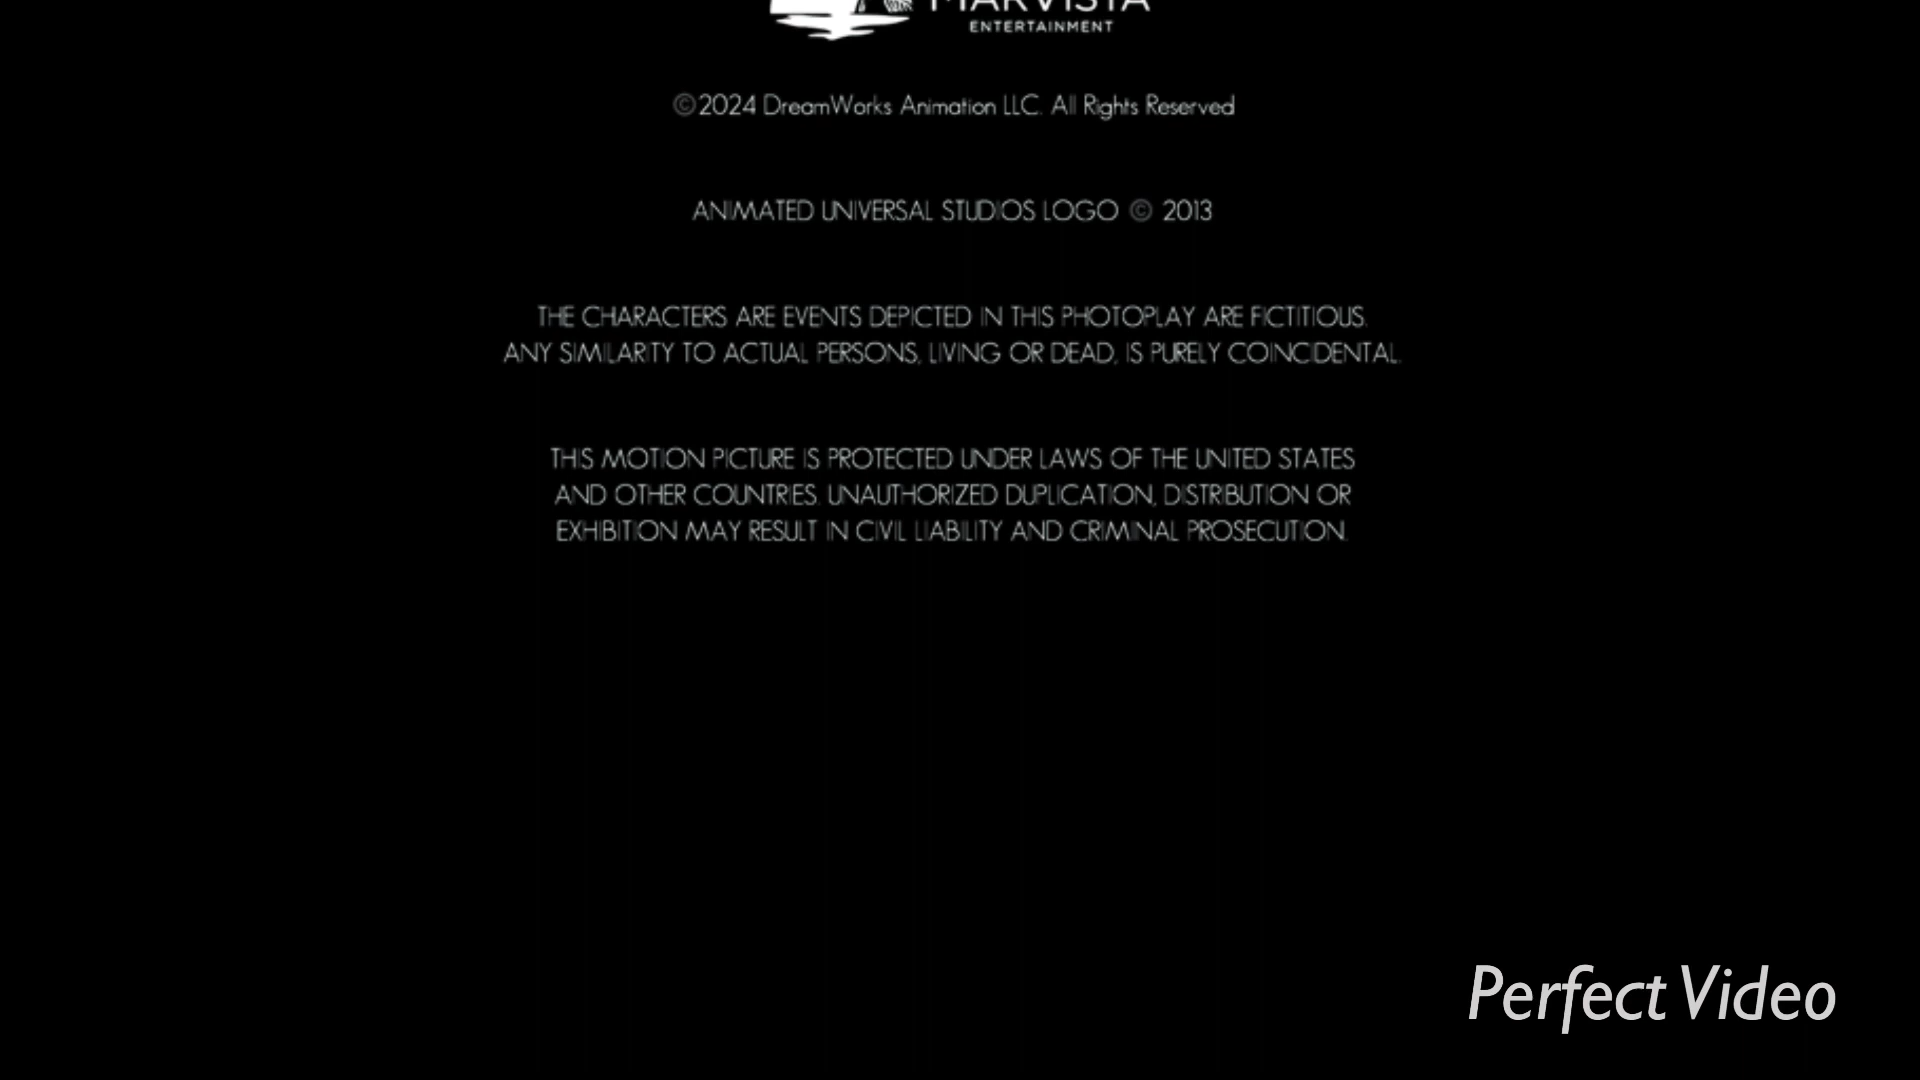 MARVISTA
ENTERTAINMENT
©2024 DreamWorks Animation LLC. All Rights Reserved
ANIMATED UNIVERSAL STUDIOS LOGO © 2013
THE CHARACTERS ARE EVENTS DEPICTED IN THIS PHOTOPLAY ARE FICTITIOUS.
ANY SIMILARITY TO ACTUAL PERSONS, LIVING OR DEAD, IS PURELY COINCIDENTAL.
THIS MOTION PICTURE IS PROTECTED UNDER LAWS OF THE UNITED STATES
AND OTHER COUNTRIES. UNAUTHORIZED DUPLICATION, DISTRIBUTION OR
EXHIBITION MAY RESULT IN CIVIL LIABILITY AND CRIMINAL PROSECUTION.
Perfect Video